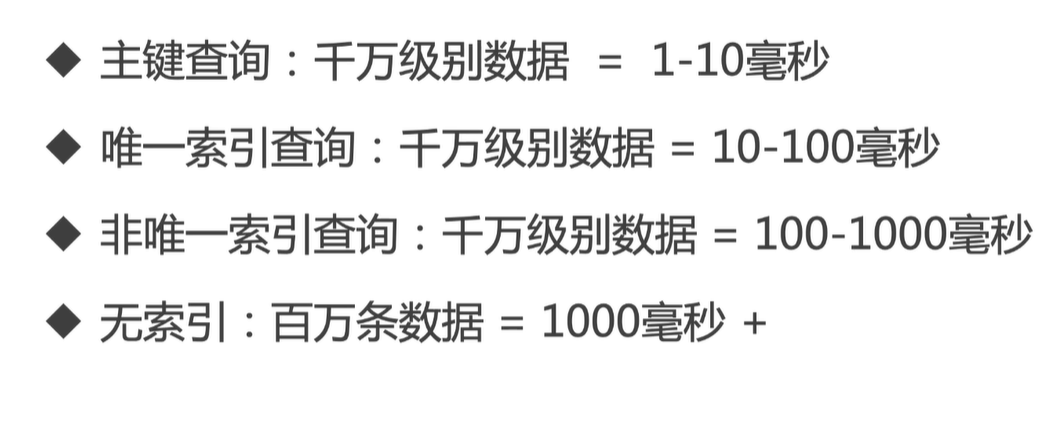 ◆ 主键查询：千万级别数据 = 1-10毫秒
◆ 唯一索引查询：千万级别数据 = 10-100毫秒
◆ 非唯一索引查询：千万级别数据 = 100-1000毫秒
◆ 无索引：百万条数据 = 1000毫秒 +